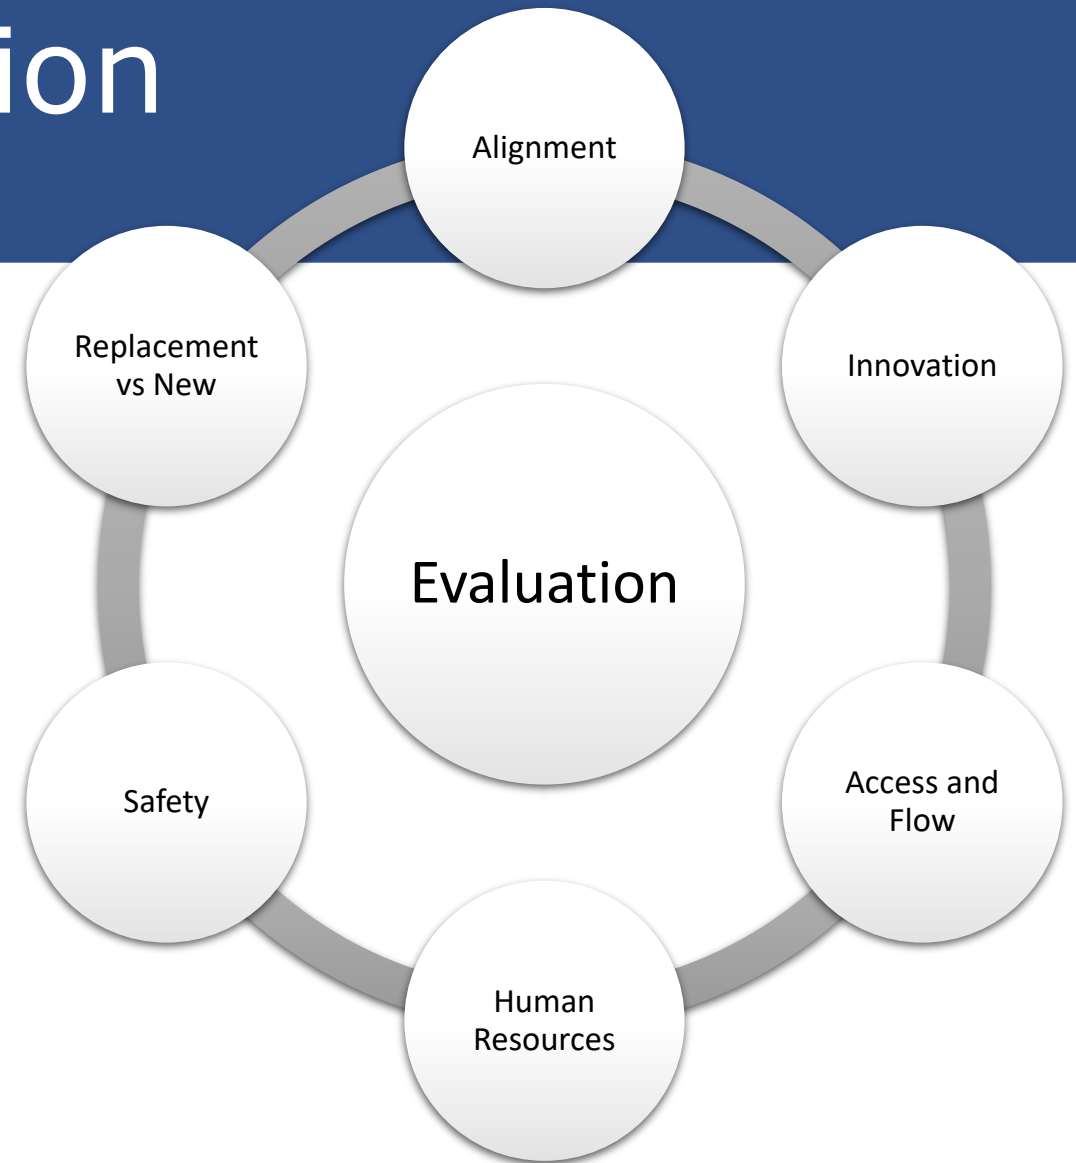 ion
Alignment
Innovation
Access and
Flow
Human
Resources
Safety
Replacement
vs New
Evaluation